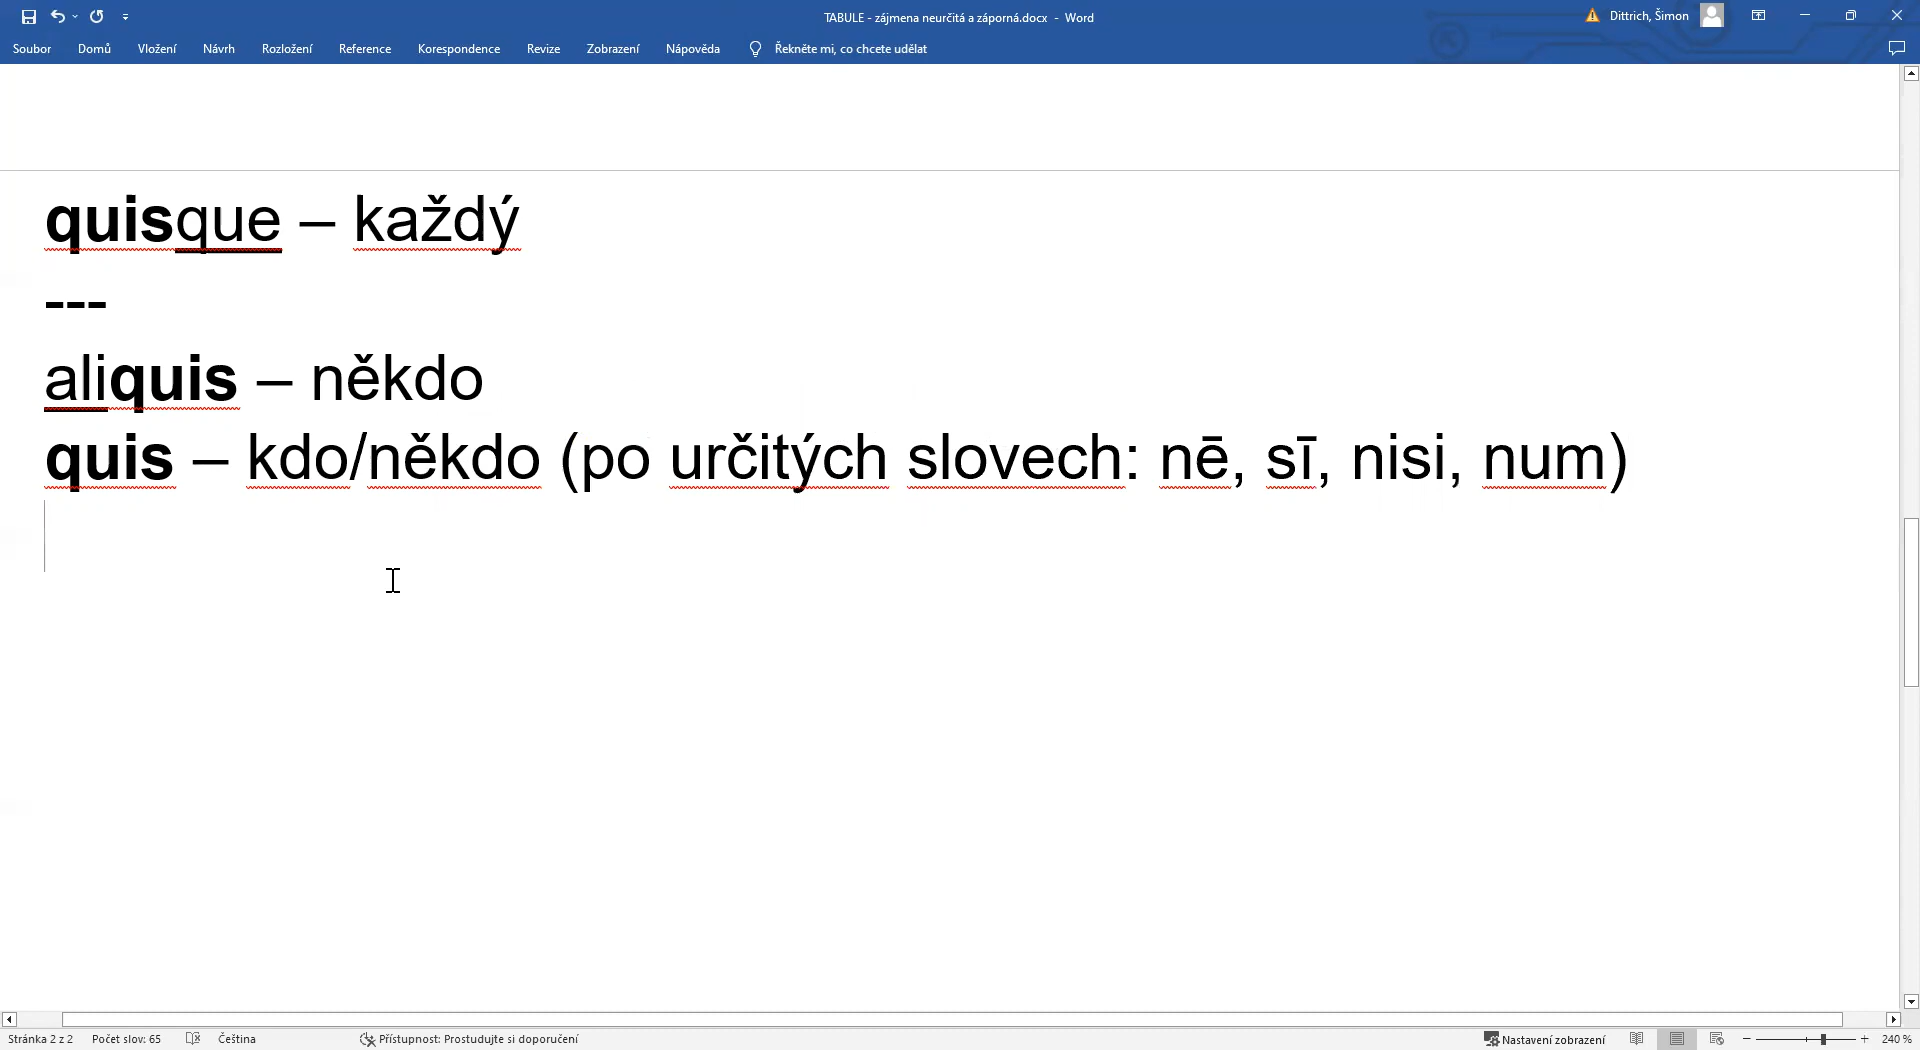 TABULE - zájmena neurčitá a záporná.docx - Word
Dittrich, Šimon
Soubor Domů Vložení Návrh Rozložení Reference Korespondence Revize Zobrazení Nápověda Řekněte mi, co chcete udělat
quisque – každý
---
aliquis – někdo
quis – kdo/někdo (po určitých slovech: nē, sī, nisi, num)
Stránka 2 z 2 Počet slov: 65 Čeština Přístupnost: Prostudujte si doporučení Nastavení zobrazení 240 %